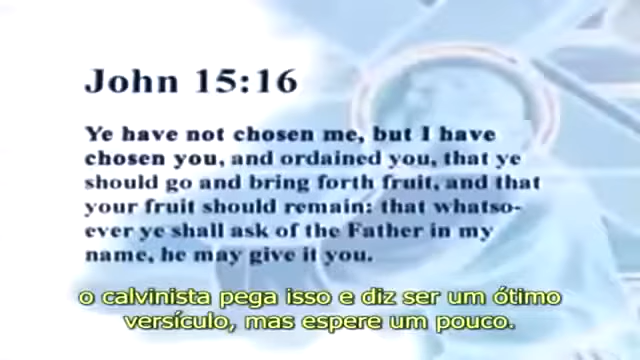 John 15:16
Ye have not chosen me, but I have
chosen you, and ordained you, that ye
should go and bring forth fruit, and that
your fruit should remain: that whatso-
ever ye shall ask of the Father in my
name, he may give it you.
o calvinista pega isso e diz ser um ótimo
versículo, mas espere um pouco.